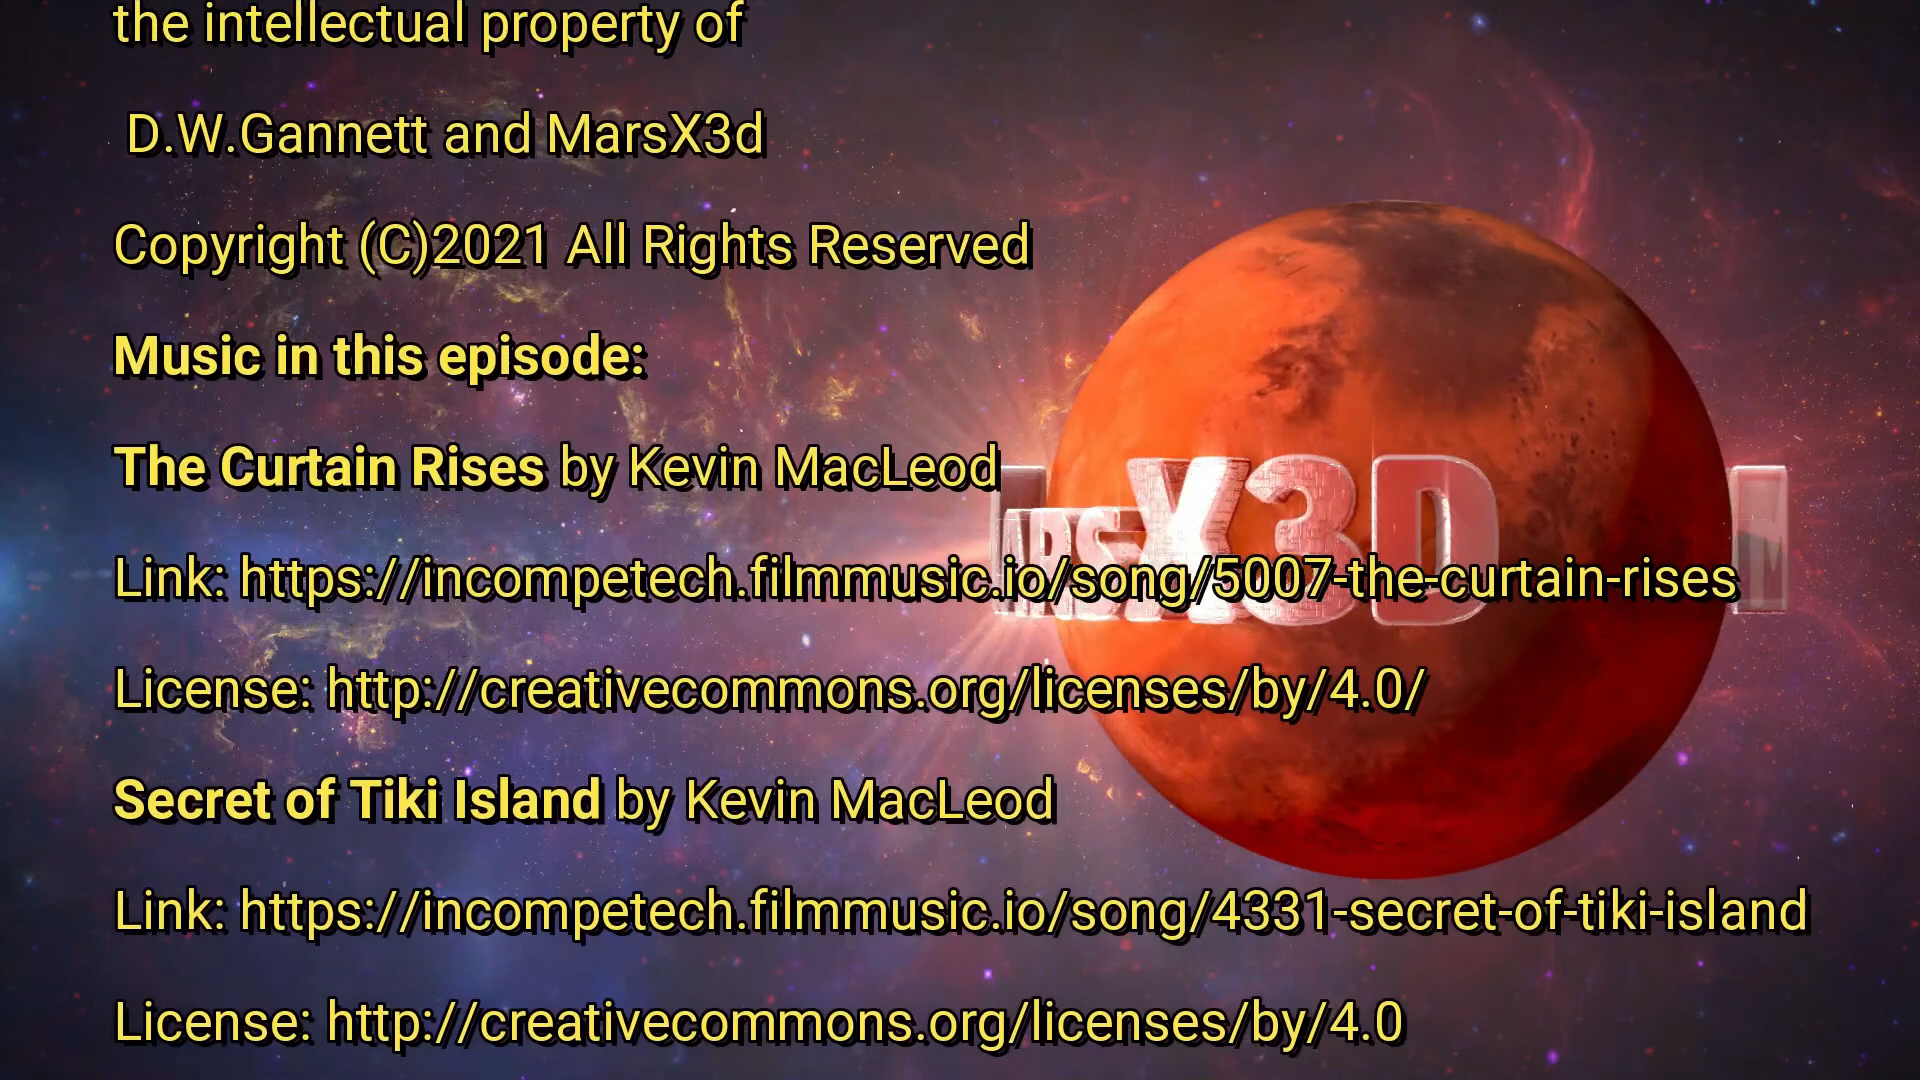 the intellectual property of
D.W.Gannett and MarsX3d
Copyright (C)2021 All Rights Reserved
Music in this episode:
The Curtain Rises by Kevin MacLeod
MARSX3D M
Link: https://incompetech.filmmusic.io/song/5007-the-curtain-rises
License: http://creativecommons.org/licenses/by/4.0/
Secret of Tiki Island by Kevin MacLeod
Link: https://incompetech.filmmusic.io/song/4331-secret-of-tiki-island
License: http://creativecommons.org/licenses/by/4.0